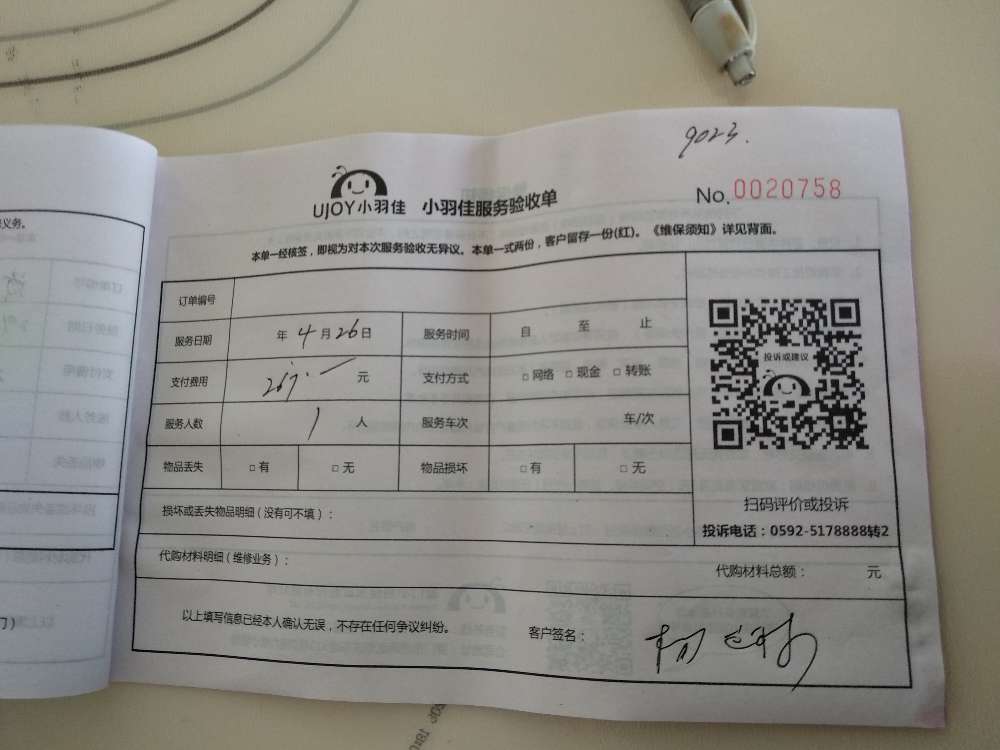 9023.
UJOY小羽佳 小羽佳服务验收单 No.0020758
本单一经核签，即视为对本次服务验收无异议。本单一式两份，客户留存一份(红)。《维保须知》详见背面。
订单编号
服务日期 年 4 月 26 日 服务时间 自 至 止
支付费用 267.一 元 支付方式 □ 网络 □ 现金 □ 转账
服务人数 1 人 服务车次 车/次
物品丢失 □ 有 □ 无 物品损坏 □ 有 □ 无
投诉或建议
扫码评价或投诉
投诉电话：0592-5178888转2
损坏或丢失物品明细（没有可不填）：
代购材料明细（维修业务）： 代购材料总额： 元
以上填写信息已经本人确认无误，不存在任何争议纠纷。 客户签名：